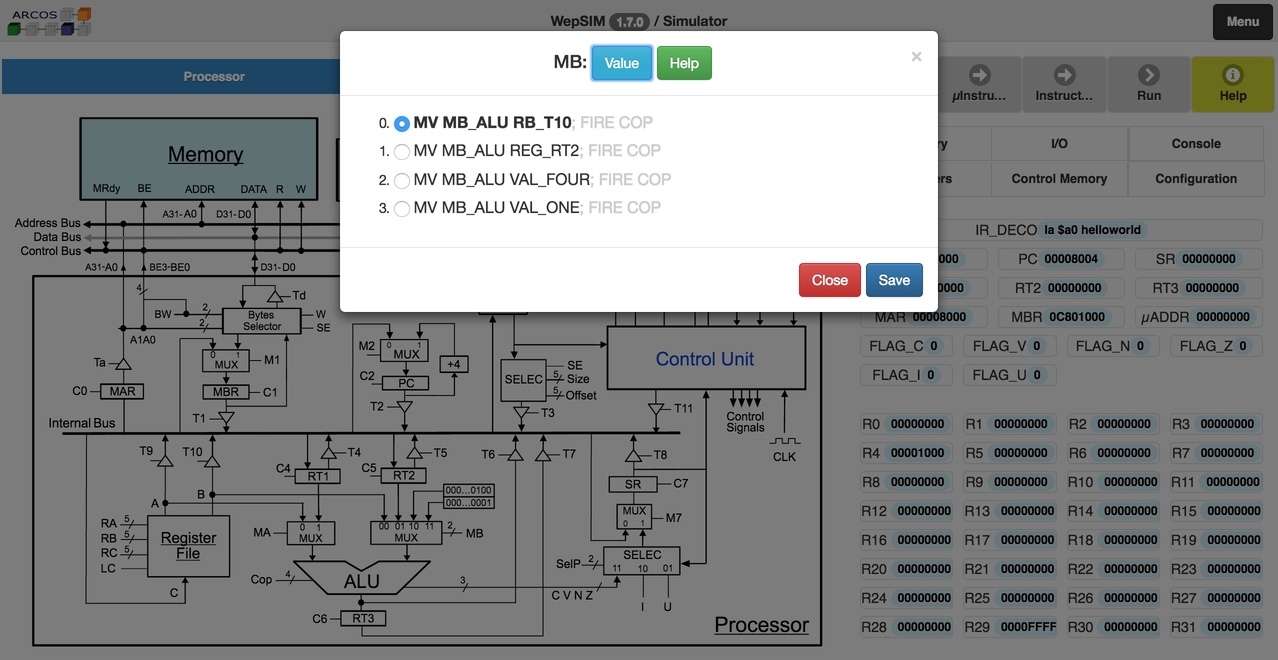 ARCOS
WepSIM 1.7.0 / Simulator
Menu
Processor
MB: Value Help ×
0. MV MB_ALU RB_T10; FIRE COP
1. MV MB_ALU REG_RT2; FIRE COP
2. MV MB_ALU VAL_FOUR; FIRE COP
3. MV MB_ALU VAL_ONE; FIRE COP
Close Save
µInstru... Instruct... Run Help
ry I/O Console
ers Control Memory Configuration
IR_DECO la $a0 helloworld
000 PC 00008004 SR 00000000
0000 RT2 00000000 RT3 00000000
MAR 00008000 MBR 0C801000 µADDR 00000000
FLAG_C 0 FLAG_V 0 FLAG_N 0 FLAG_Z 0
FLAG_I 0 FLAG_U 0
R0 00000000 R1 00000000 R2 00000000 R3 00000000
R4 00001000 R5 00000000 R6 00000000 R7 00000000
R8 00000000 R9 00000000 R10 00000000 R11 00000000
R12 00000000 R13 00000000 R14 00000000 R15 00000000
R16 00000000 R17 00000000 R18 00000000 R19 00000000
R20 00000000 R21 00000000 R22 00000000 R23 00000000
R24 00000000 R25 00000000 R26 00000000 R27 00000000
R28 00000000 R29 0000FFFF R30 00000000 R31 00000000
Memory
MRdy BE ADDR DATA R W
A31-A0 D31-D0
Address Bus
Data Bus
Control Bus
A31-A0 BE3-BE0 D31-D0
4 Td
BW 2 Bytes Selector W
2 SE
A1A0
Ta
0 1 MUX M1
C0 MAR MBR C1
T1
M2 0 1 MUX
+4
C2 PC
T2
SELEC SE
5 Size
5 Offset
T3
Control Unit
T11
Control Signals
CLK
Internal Bus
T9 T10 T4 T5 T6 T7 T8
C4 RT1 C5 RT2
SR C7
000...0100
000...0001
A B
RA 5
RB 5
RC 5
LC
Register File
C
MA 0 1 MUX
00 01 10 11 MUX 2 MB
MUX 0 1 M7
SelP 2 SELEC
11 10 01
Cop 4 ALU 3
C V N Z I U
C6 RT3
Processor